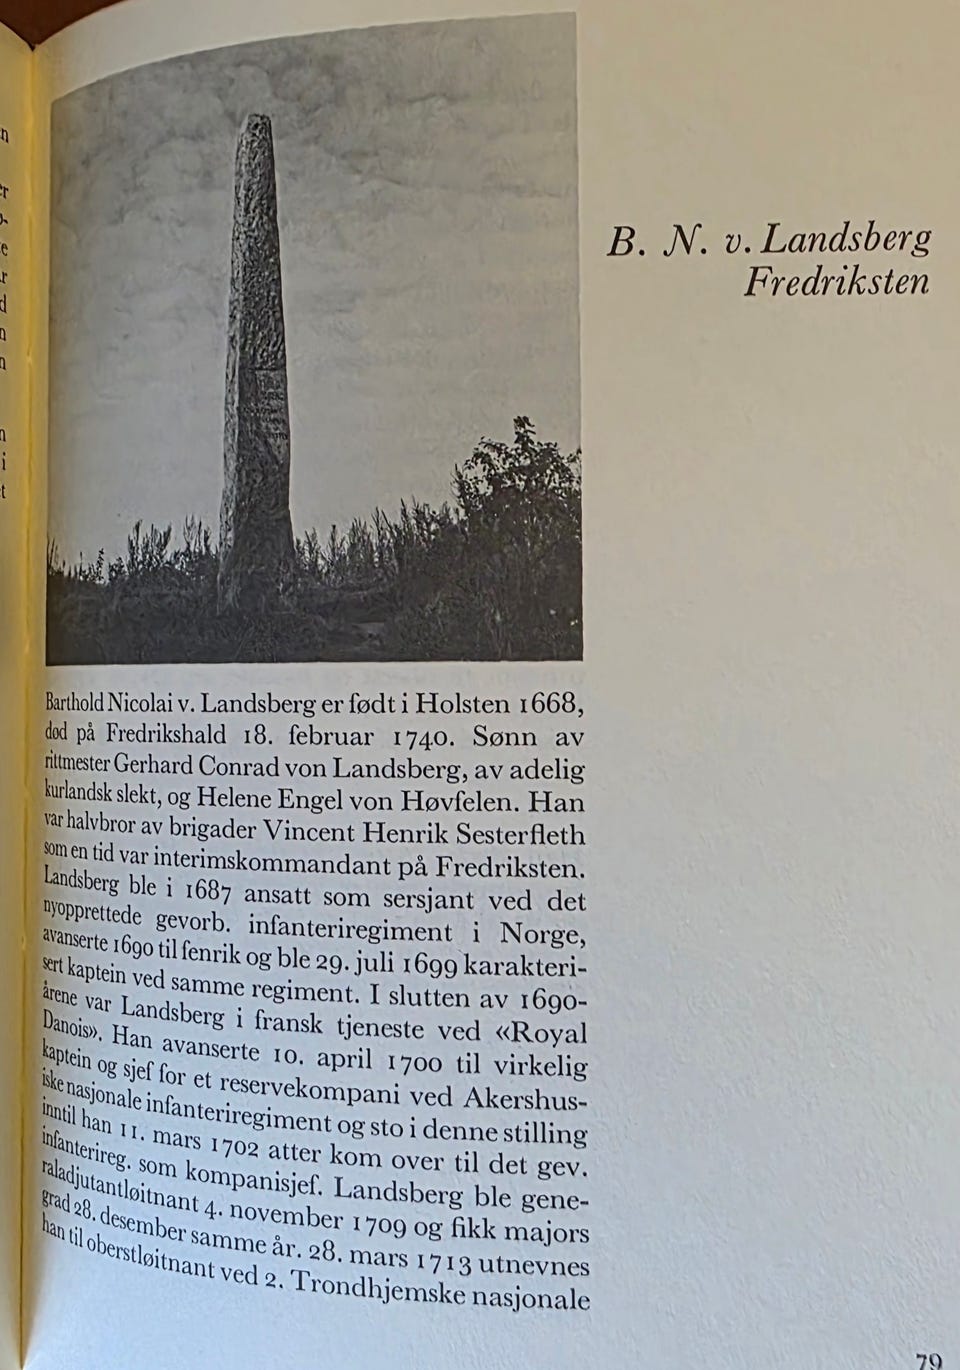 B. N. v. Landsberg
Fredriksten
Barthold Nicolai v. Landsberg er født i Holsten 1668,
død på Fredrikshald 18. februar 1740. Sønn av
rittmester Gerhard Conrad von Landsberg, av adelig
kurlandsk slekt, og Helene Engel von Høvfelen. Han
var halvbror av brigader Vincent Henrik Sesterfleth
som en tid var interimskommandant på Fredriksten.
Landsberg ble i 1687 ansatt som sersjant ved det
nyopprettede gevorb. infanteriregiment i Norge,
avanserte 1690 til fenrik og ble 29. juli 1699 karakteri-
sert kaptein ved samme regiment. I slutten av 1690-
årene var Landsberg i fransk tjeneste ved «Royal
Danois». Han avanserte 10. april 1700 til virkelig
kaptein og sjef for et reservekompani ved Akershus-
iske nasjonale infanteriregiment og sto i denne stilling
inntil han 11. mars 1702 atter kom over til det gev.
infanterireg. som kompanisjef. Landsberg ble gene-
raladjutantløitnant 4. november 1709 og fikk majors
grad 28. desember samme år. 28. mars 1713 utnevnes
han til oberstløitnant ved 2. Trondhjemske nasjonale
79